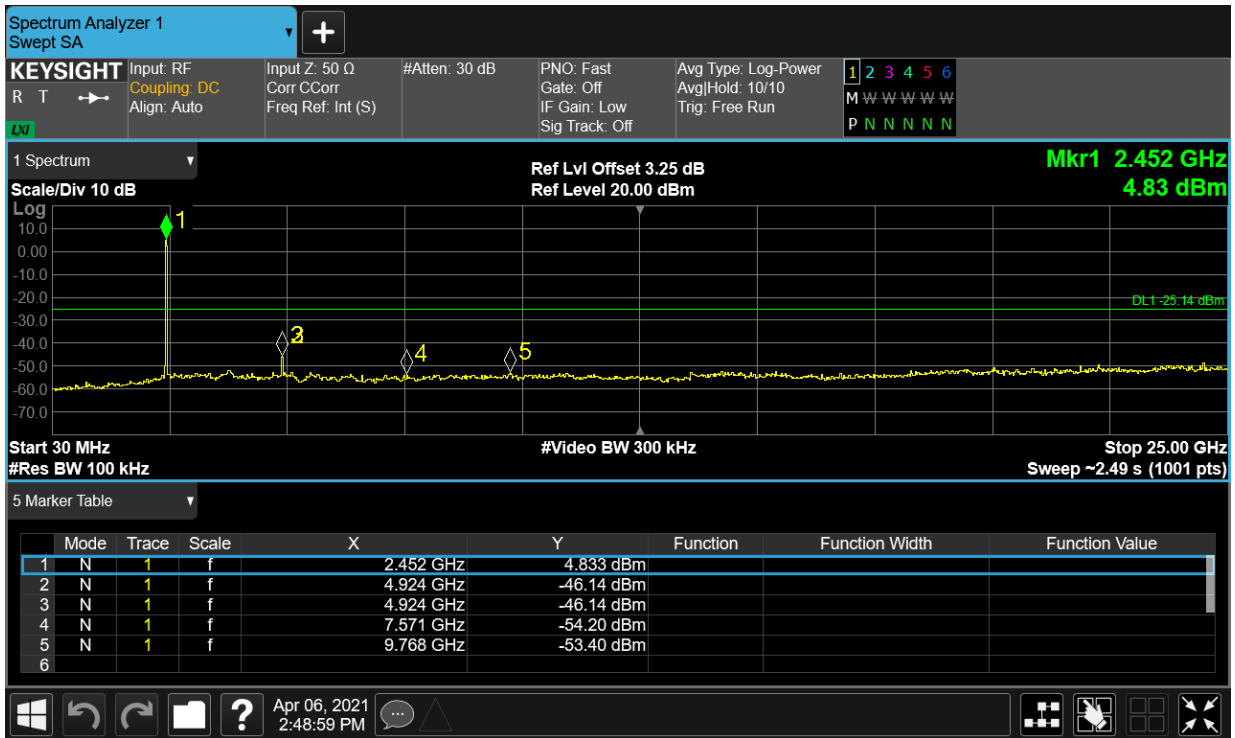 Spectrum Analyzer 1
Swept SA
KEYSIGHT
R T
LXI
Input: RF
Coupling: DC
Align: Auto
Input Z: 50 Ω
Corr CCorr
Freq Ref: Int (S)
#Atten: 30 dB
PNO: Fast
Gate: Off
IF Gain: Low
Sig Track: Off
Avg Type: Log-Power
Avg|Hold: 10/10
Trig: Free Run
1 2 3 4 5 6
M W W W W W
P N N N N N
1 Spectrum
Scale/Div 10 dB
Ref Lvl Offset 3.25 dB
Ref Level 20.00 dBm
Mkr1 2.452 GHz
4.83 dBm
Log
10.0
0.00
-10.0
-20.0
-30.0
-40.0
-50.0
-60.0
-70.0
1
3
4
5
DL1 -25.14 dBm
Start 30 MHz
#Res BW 100 kHz
#Video BW 300 kHz
Stop 25.00 GHz
Sweep ~2.49 s (1001 pts)
5 Marker Table
Mode Trace Scale X Y Function Function Width Function Value
1 N 1 f 2.452 GHz 4.833 dBm
2 N 1 f 4.924 GHz -46.14 dBm
3 N 1 f 4.924 GHz -46.14 dBm
4 N 1 f 7.571 GHz -54.20 dBm
5 N 1 f 9.768 GHz -53.40 dBm
6
?
Apr 06, 2021
2:48:59 PM